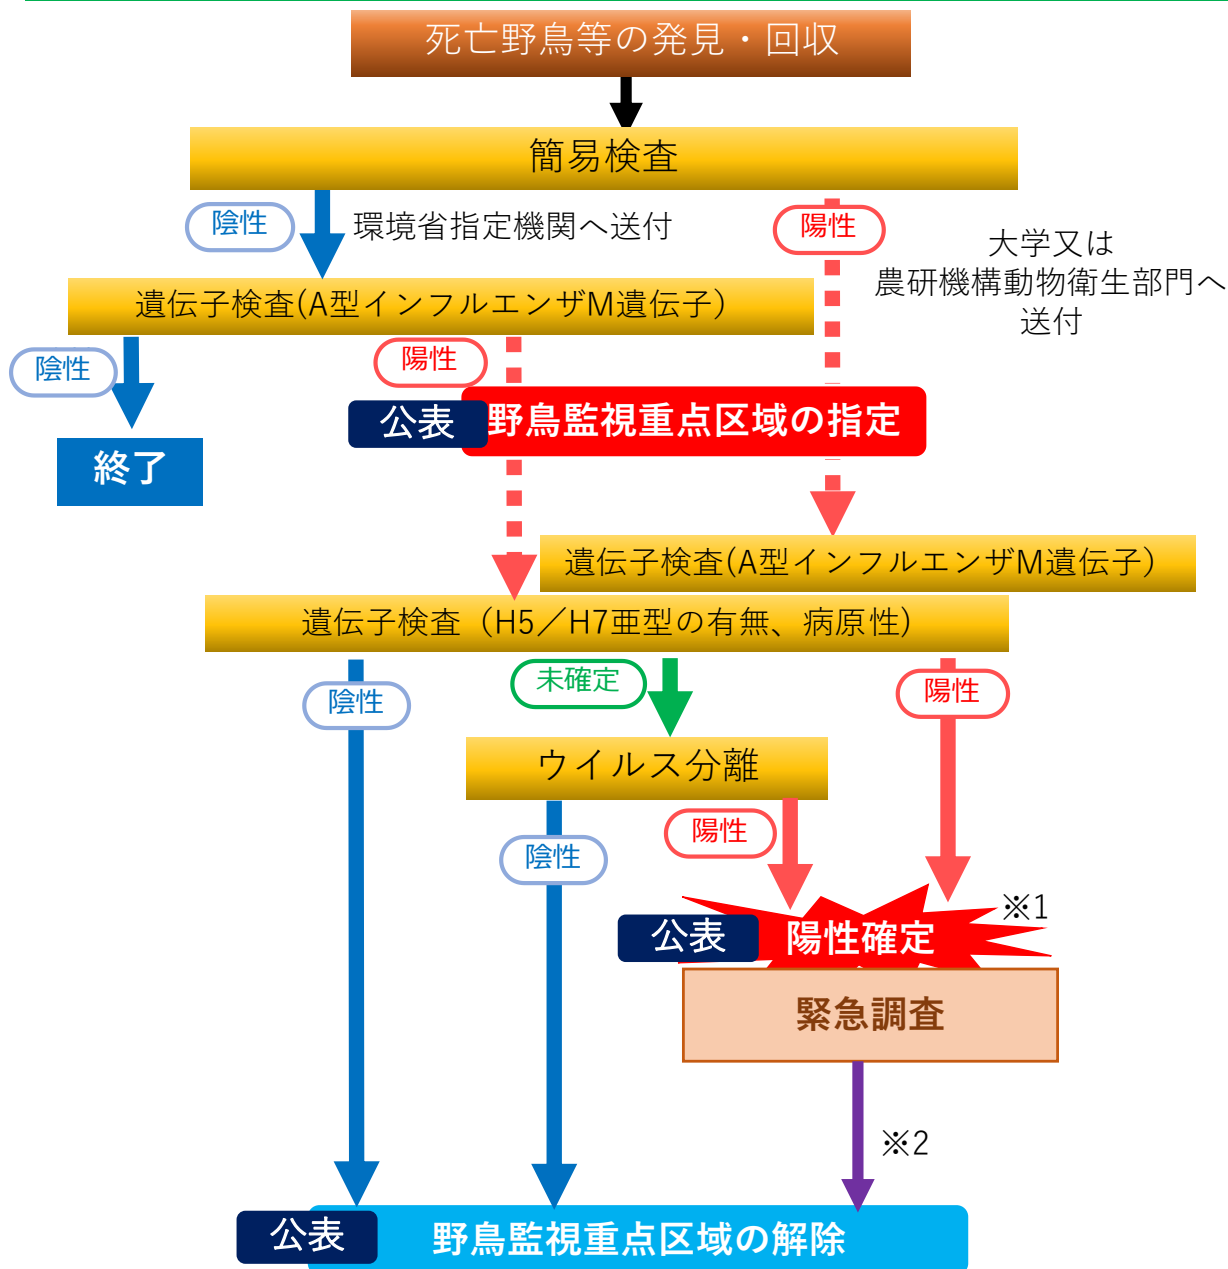 死亡野鳥等の発見・回収
簡易検査
陰性
環境省指定機関へ送付
陽性
大学又は
農研機構動物衛生部門へ
送付
遺伝子検査(A型インフルエンザM遺伝子)
陰性
陽性
公表
野鳥監視重点区域の指定
終了
遺伝子検査(A型インフルエンザM遺伝子)
遺伝子検査（H5／H7亜型の有無、病原性)
陰性
未確定
陽性
ウイルス分離
陽性
陰性
※1
公表
陽性確定
緊急調査
※2
公表
野鳥監視重点区域の解除